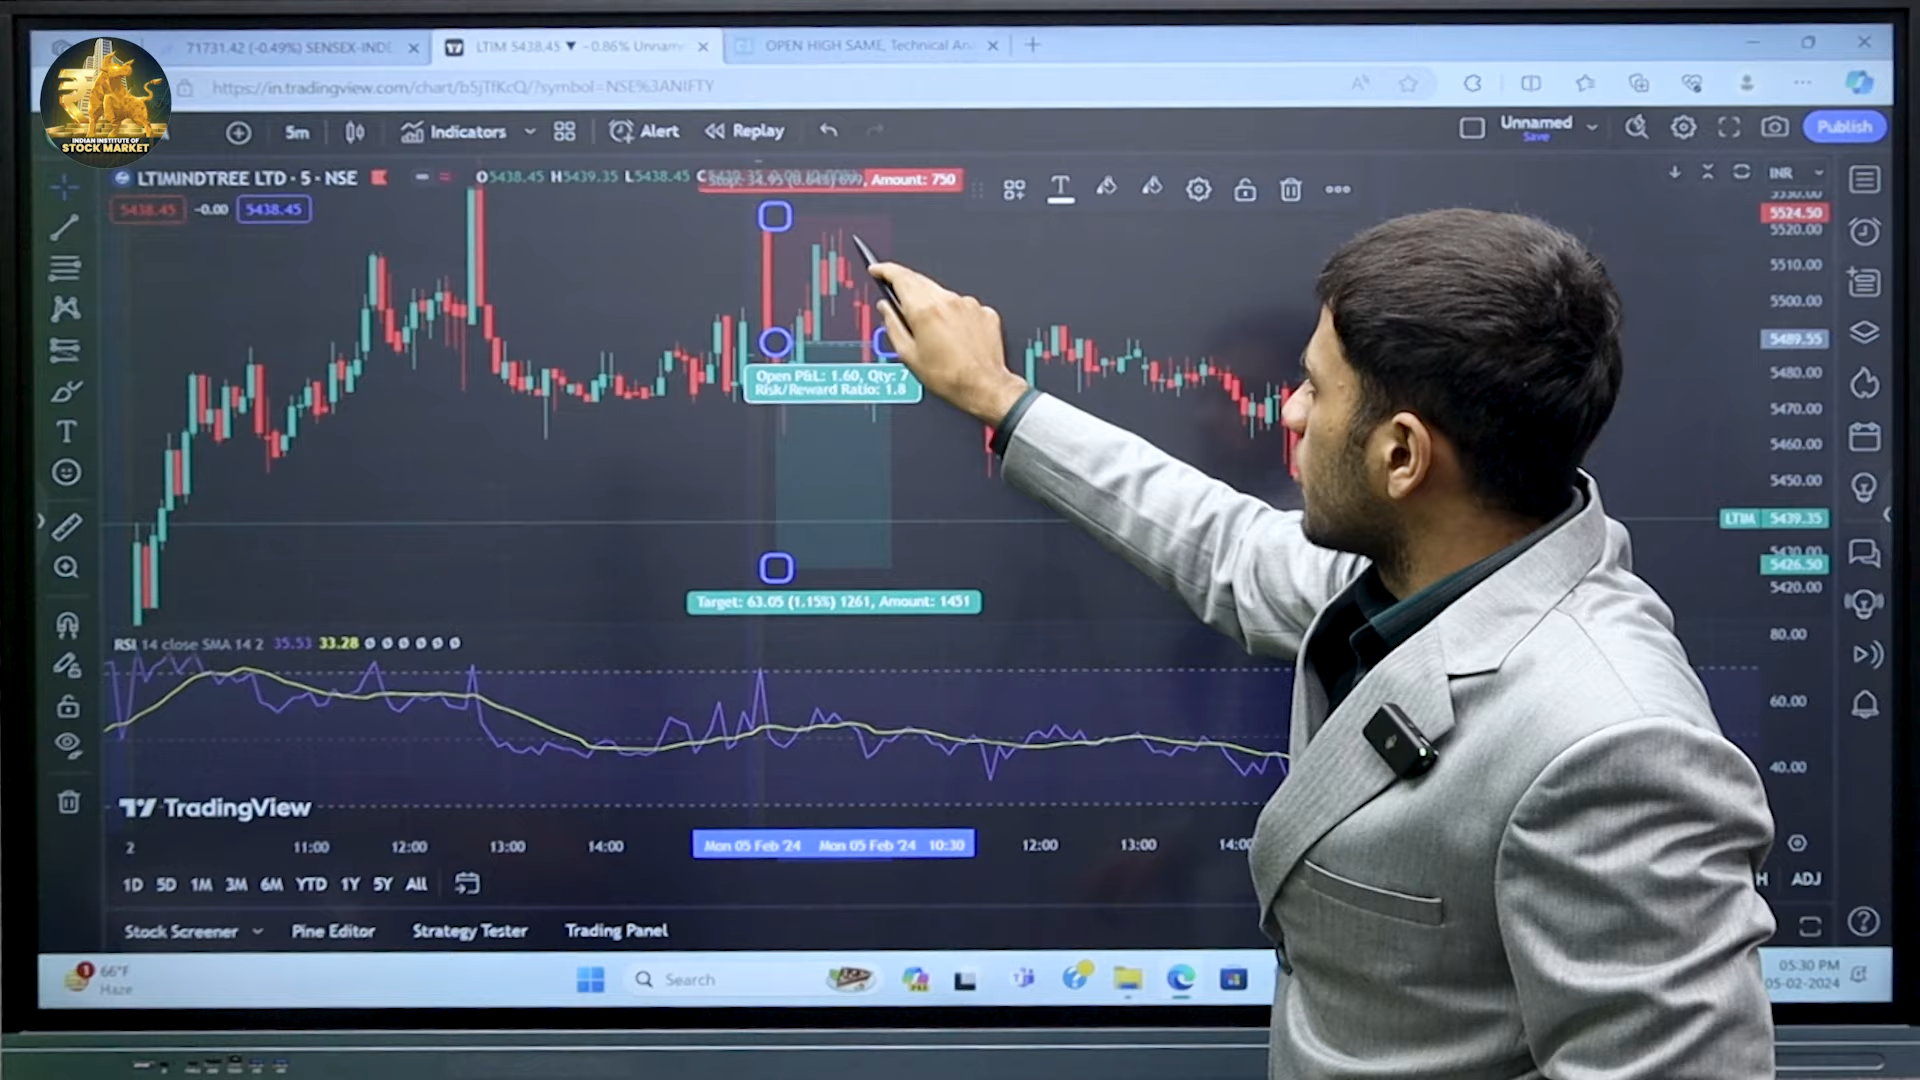 71731.42 (-0.49%) SENSEX-INDE
LTIM 5438.45 ▼ -0.86% Unnam
OPEN HIGH SAME, Technical An
https://in.tradingview.com/chart/b5jTfKcQ/?symbol=NSE%3ANIFTY
INDIAN INSTITUTE OF
STOCK MARKET
5m
Indicators
Alert
Replay
Unnamed
Save
Publish
LTIMINDTREE LTD · 5 · NSE
O5438.45 H5439.35 L5438.45
Amount: 750
INR
5438.45 -0.00 5438.45
5524.50
5520.00
5510.00
5500.00
5489.55
5480.00
5470.00
5460.00
5450.00
LTIM 5439.35
5430.00
5426.50
5420.00
Open P&L: 1.60, Qty: 7
Risk/Reward Ratio: 1.8
Target: 63.05 (1.15%) 1261, Amount: 1451
RSI 14 close SMA 14 2 35.53 33.28 Ø Ø Ø Ø Ø Ø
80.00
60.00
40.00
TradingView
2 11:00 12:00 13:00 14:00 Mon 05 Feb '24 Mon 05 Feb '24 10:30 12:00 13:00 14:00
1D 5D 1M 3M 6M YTD 1Y 5Y All
ADJ
Stock Screener Pine Editor Strategy Tester Trading Panel
1
66°F
Haze
Search
05:30 PM
05-02-2024